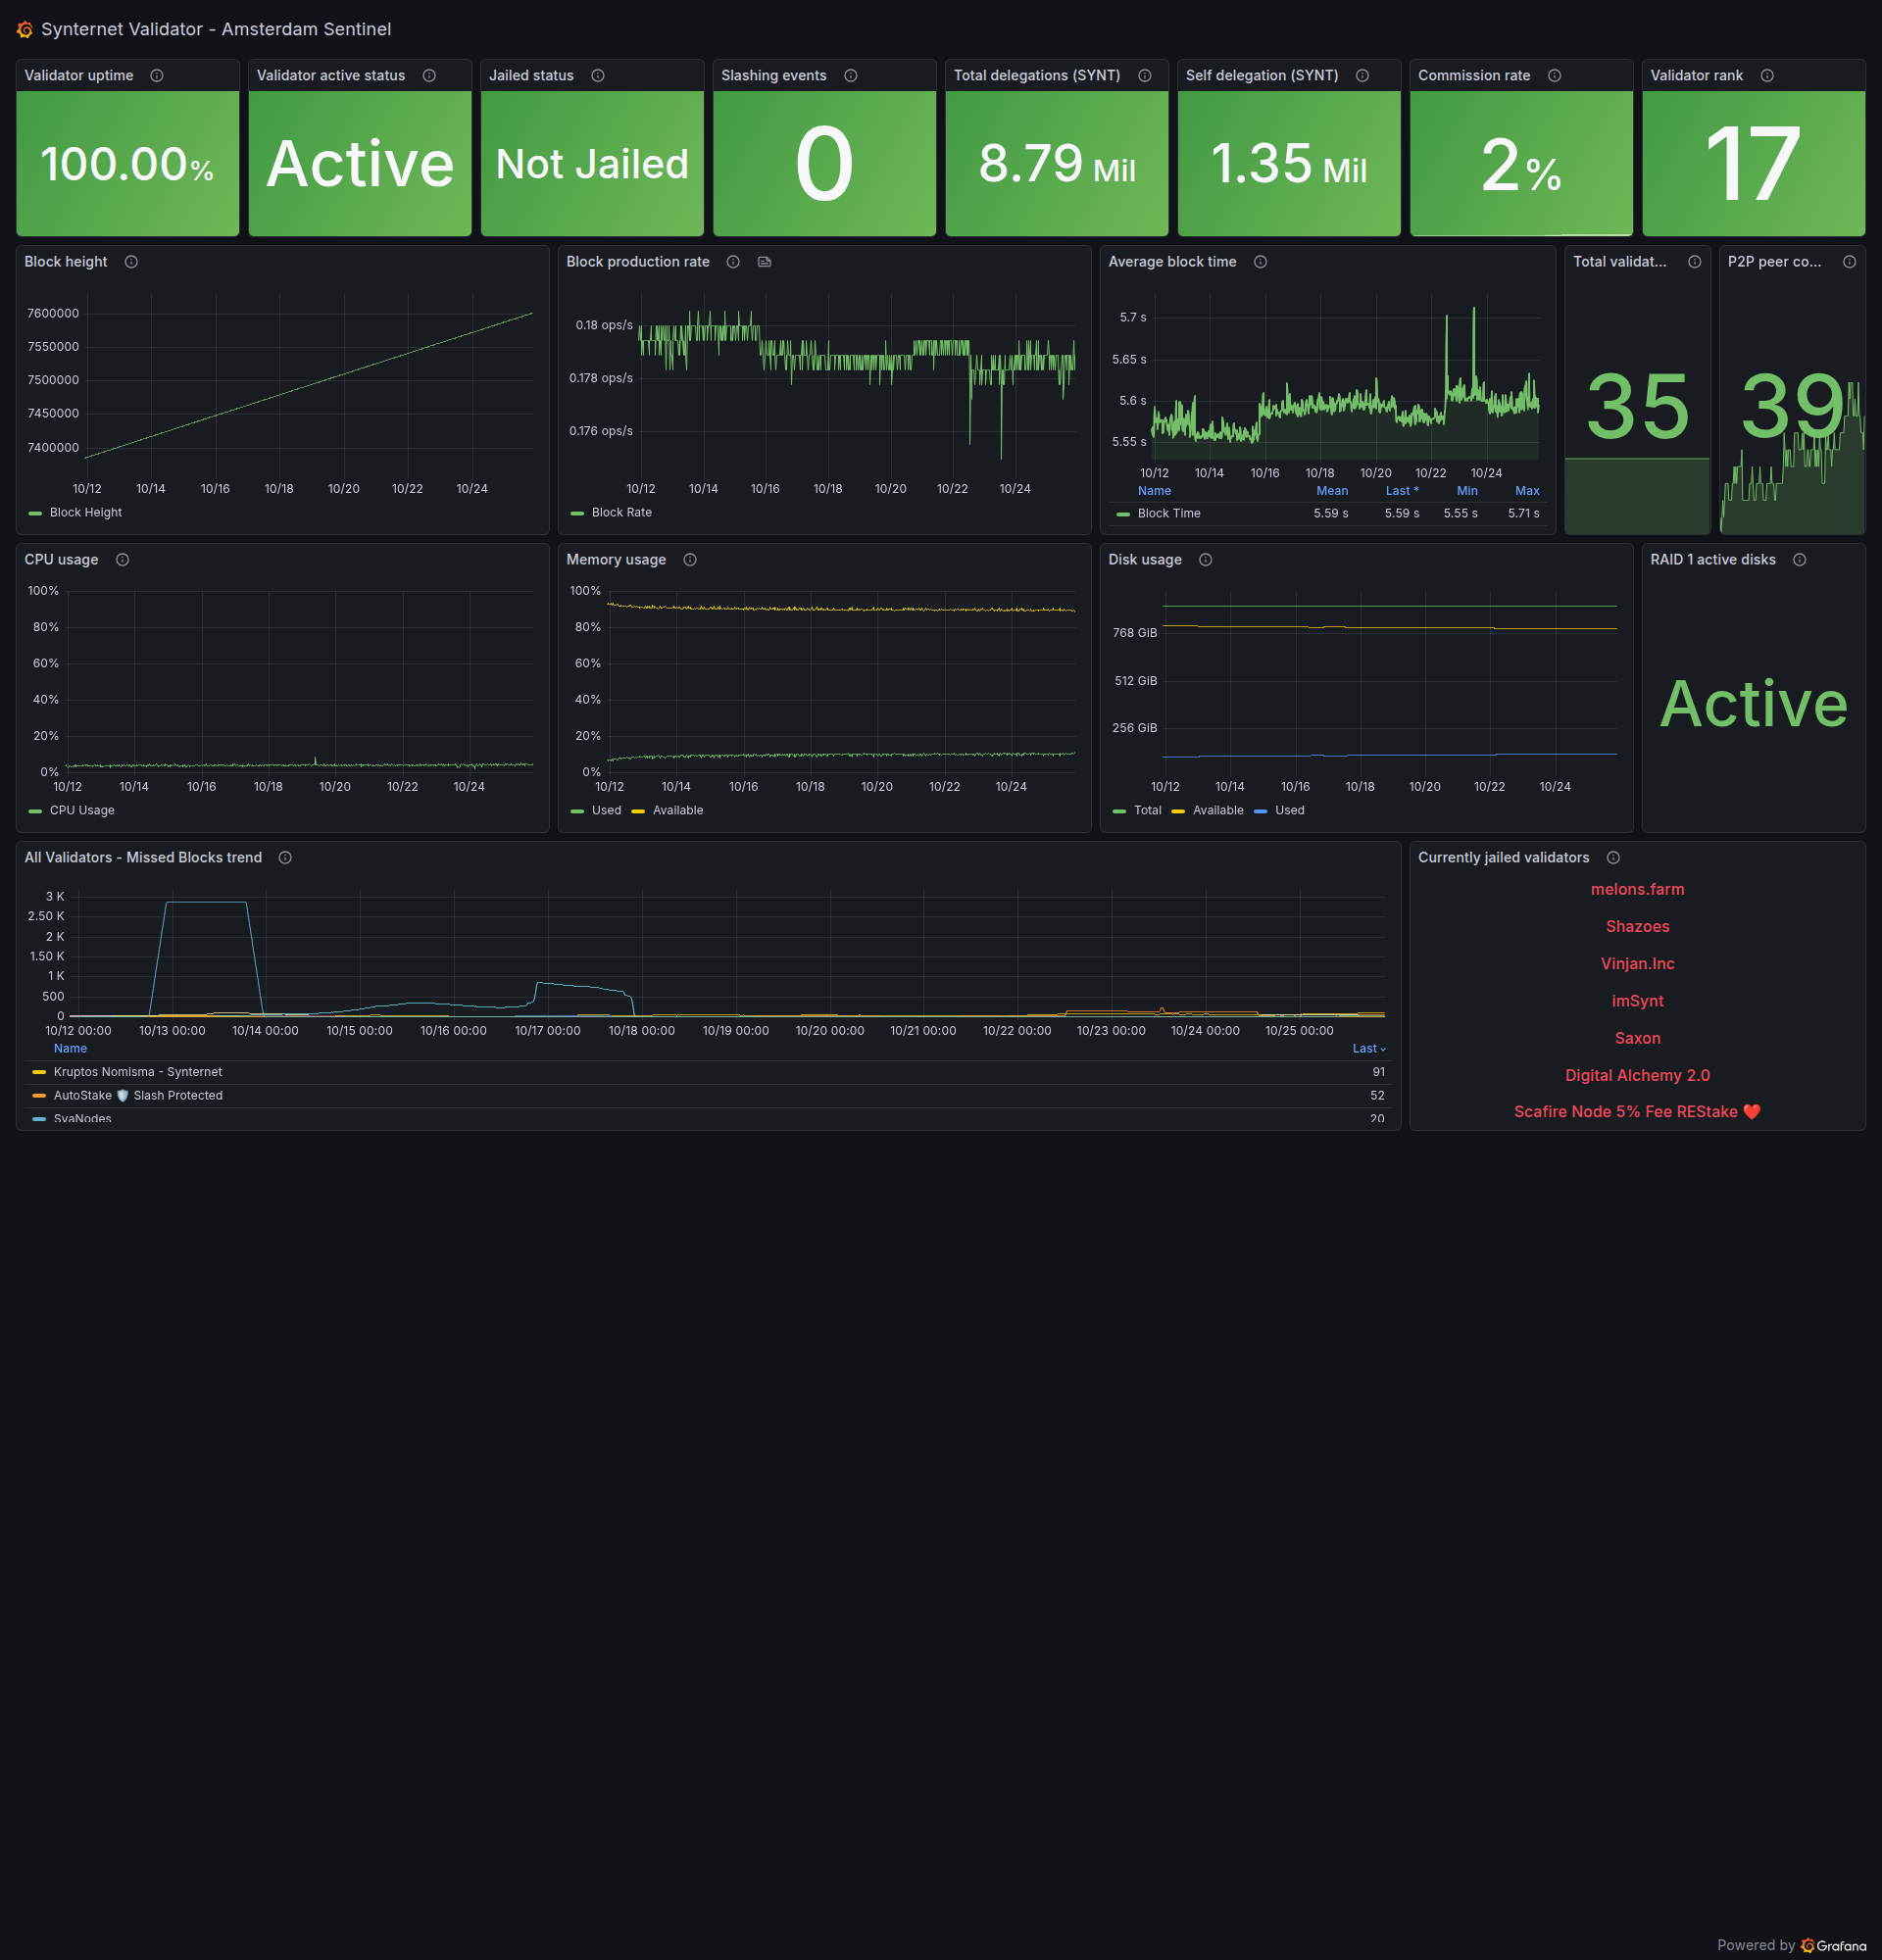 Synternet Validator - Amsterdam Sentinel
Validator uptime
100.00%
Validator active status
Active
Jailed status
Not Jailed
Slashing events
0
Total delegations (SYNT)
8.79 Mil
Self delegation (SYNT)
1.35 Mil
Commission rate
2%
Validator rank
17
Block height
7600000
7550000
7500000
7450000
7400000
10/12 10/14 10/16 10/18 10/20 10/22 10/24
Block Height
Block production rate
0.18 ops/s
0.178 ops/s
0.176 ops/s
10/12 10/14 10/16 10/18 10/20 10/22 10/24
Block Rate
Average block time
5.7 s
5.65 s
5.6 s
5.55 s
10/12 10/14 10/16 10/18 10/20 10/22 10/24
Name Mean Last * Min Max
Block Time 5.59 s 5.59 s 5.55 s 5.71 s
Total validat...
35
P2P peer co...
39
CPU usage
100%
80%
60%
40%
20%
0%
10/12 10/14 10/16 10/18 10/20 10/22 10/24
CPU Usage
Memory usage
100%
80%
60%
40%
20%
0%
10/12 10/14 10/16 10/18 10/20 10/22 10/24
Used Available
Disk usage
768 GiB
512 GiB
256 GiB
10/12 10/14 10/16 10/18 10/20 10/22 10/24
Total Available Used
RAID 1 active disks
Active
All Validators - Missed Blocks trend
3 K
2.50 K
2 K
1.50 K
1 K
500
0
10/12 00:00 10/13 00:00 10/14 00:00 10/15 00:00 10/16 00:00 10/17 00:00 10/18 00:00 10/19 00:00 10/20 00:00 10/21 00:00 10/22 00:00 10/23 00:00 10/24 00:00 10/25 00:00
Name Last
Kruptos Nomisma - Synternet 91
AutoStake 🛡️ Slash Protected 52
20
Currently jailed validators
melons.farm
Shazoes
Vinjan.Inc
imSynt
Saxon
Digital Alchemy 2.0
Scafire Node 5% Fee REStake ❤️
Powered by Grafana